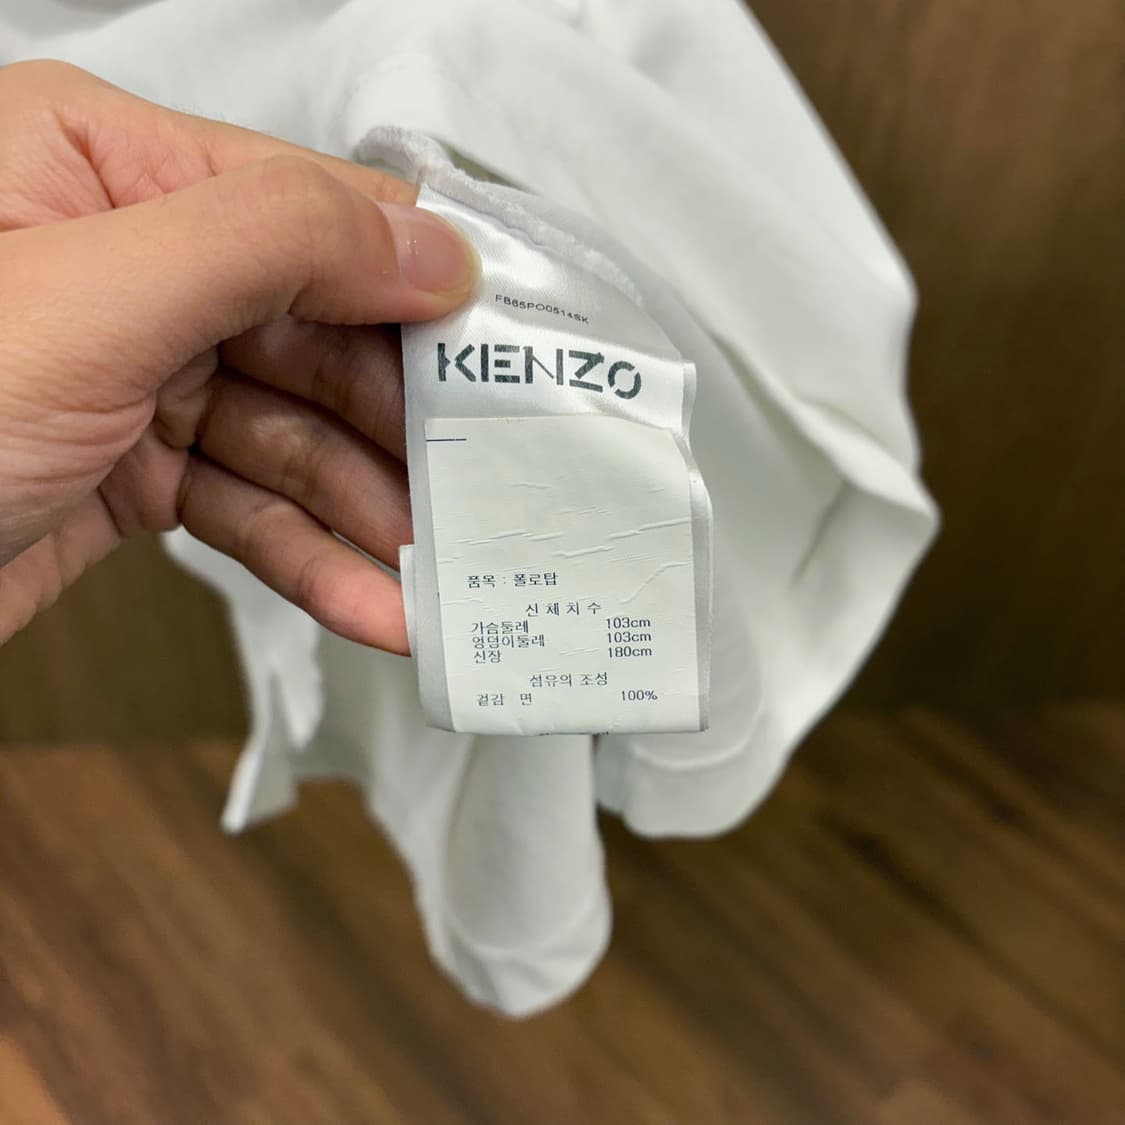 FB65PO0514SK
KENZO
품목 : 폴로탑
신 체 치 수
가슴둘레 103cm
엉덩이둘레 103cm
신장 180cm
섬유의 조성
겉감 면 100%